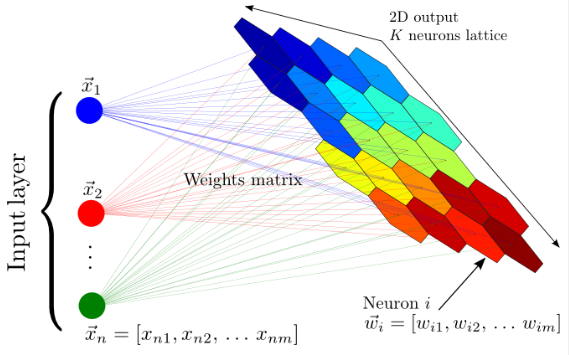 2D output
K neurons lattice
x⃗₁
Input layer
x⃗₂
Weights matrix
⋮
Neuron i
w⃗ᵢ = [wᵢ₁, wᵢ₂, … wᵢₘ]
x⃗ₙ = [xₙ₁, xₙ₂, … xₙₘ]